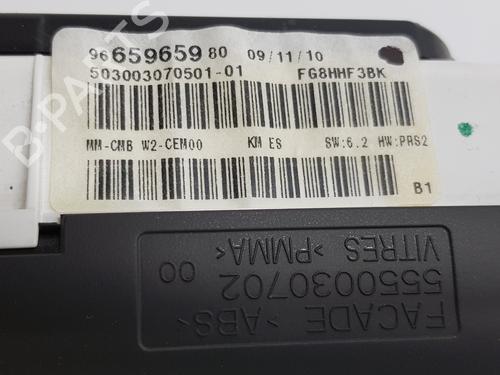 96 659659 80 09/11/10
503003070501-01 FG8HHF3BK
MM-CMB W2-CEM00 KM ES SW:6.2 HW:PRS2
B1
FACADE >ABS<
5550030702 00
VITRES >PMMA<
B-PARTS